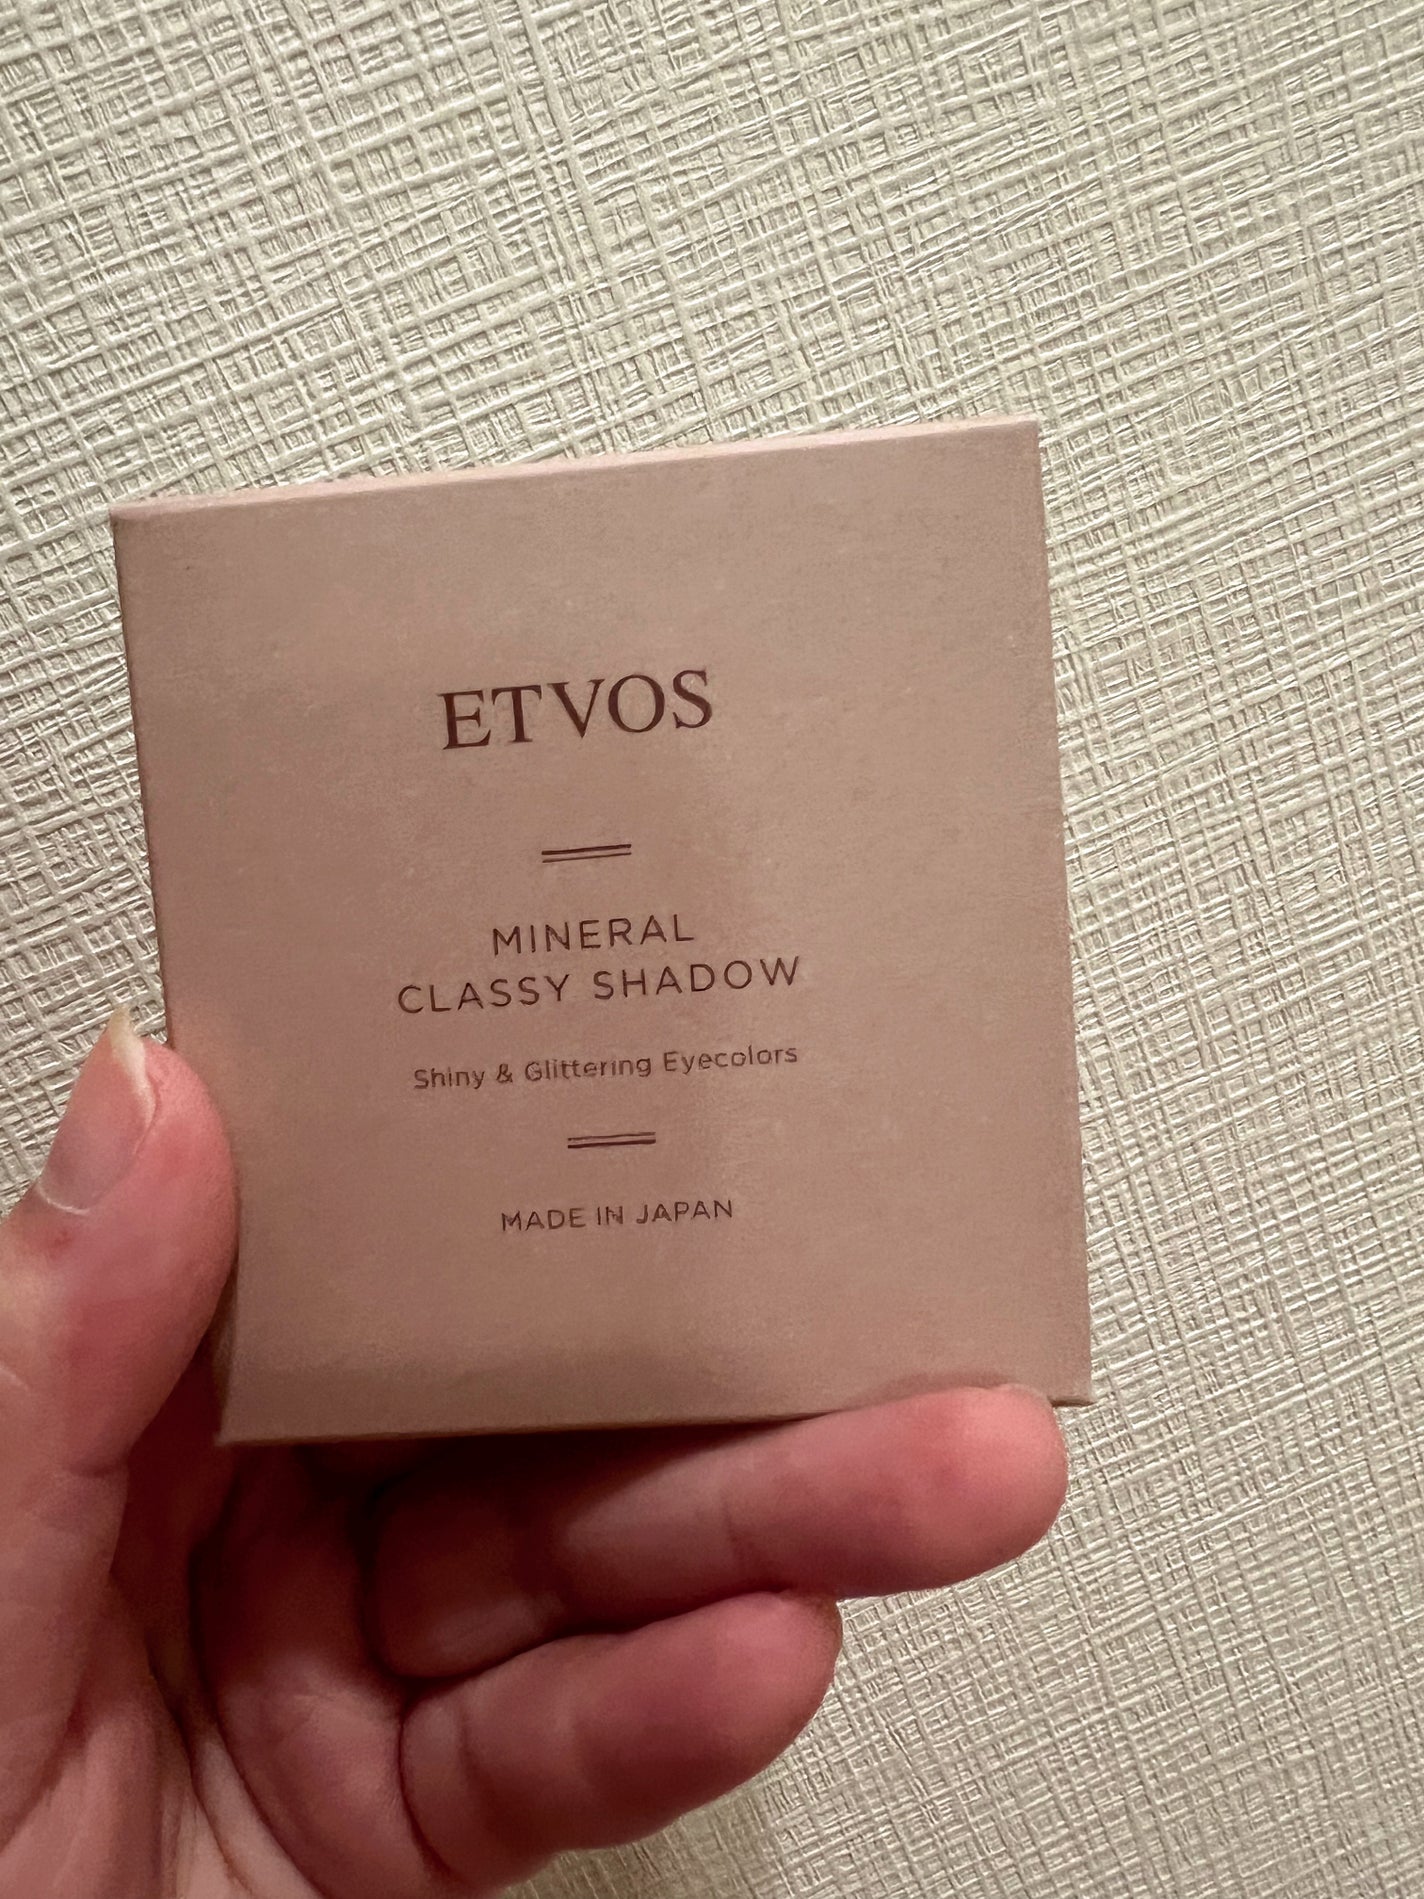 ETVOS
MINERAL
CLASSY SHADOW
Shiny & Glittering Eyecolors
MADE IN JAPAN